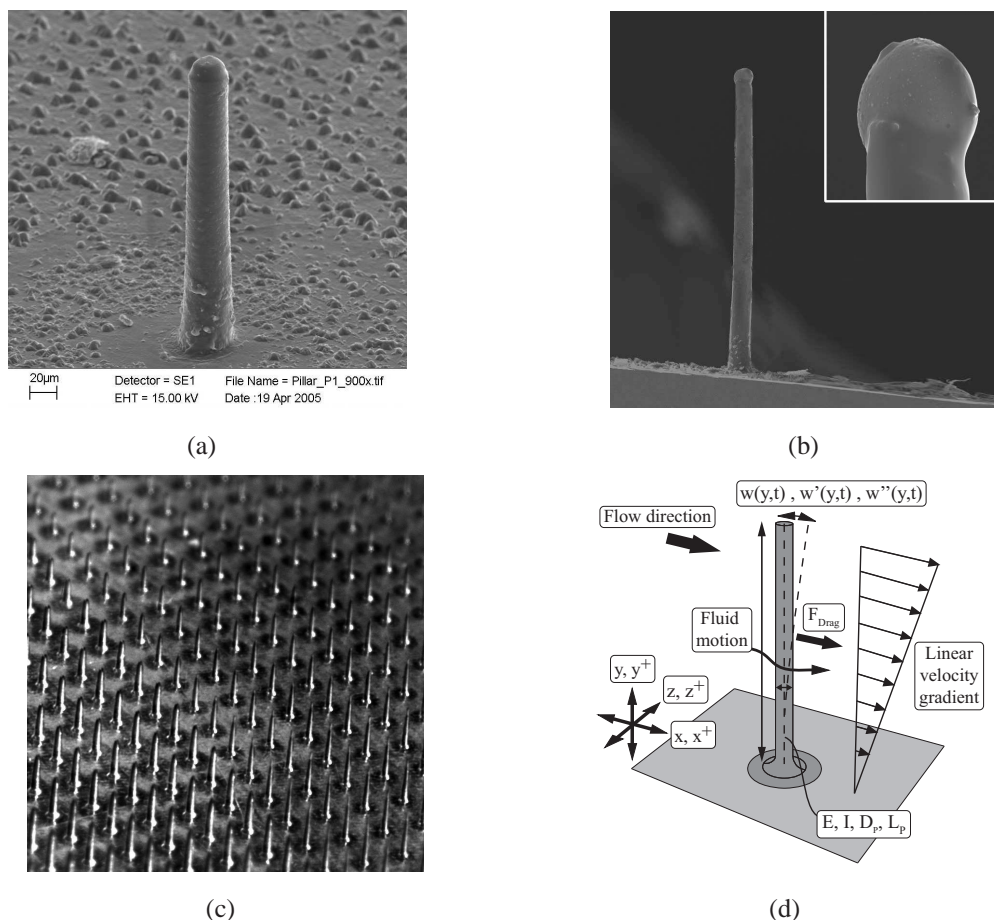 20µm
Detector = SE1 File Name = Pillar_P1_900x.tif
EHT = 15.00 kV Date :19 Apr 2005
(a)
(b)
(c)
w(y,t) , w'(y,t) , w''(y,t)
Flow direction
F_Drag
Fluid
motion
Linear
velocity
gradient
y, y⁺
z, z⁺
x, x⁺
E, I, D_P, L_P
(d)